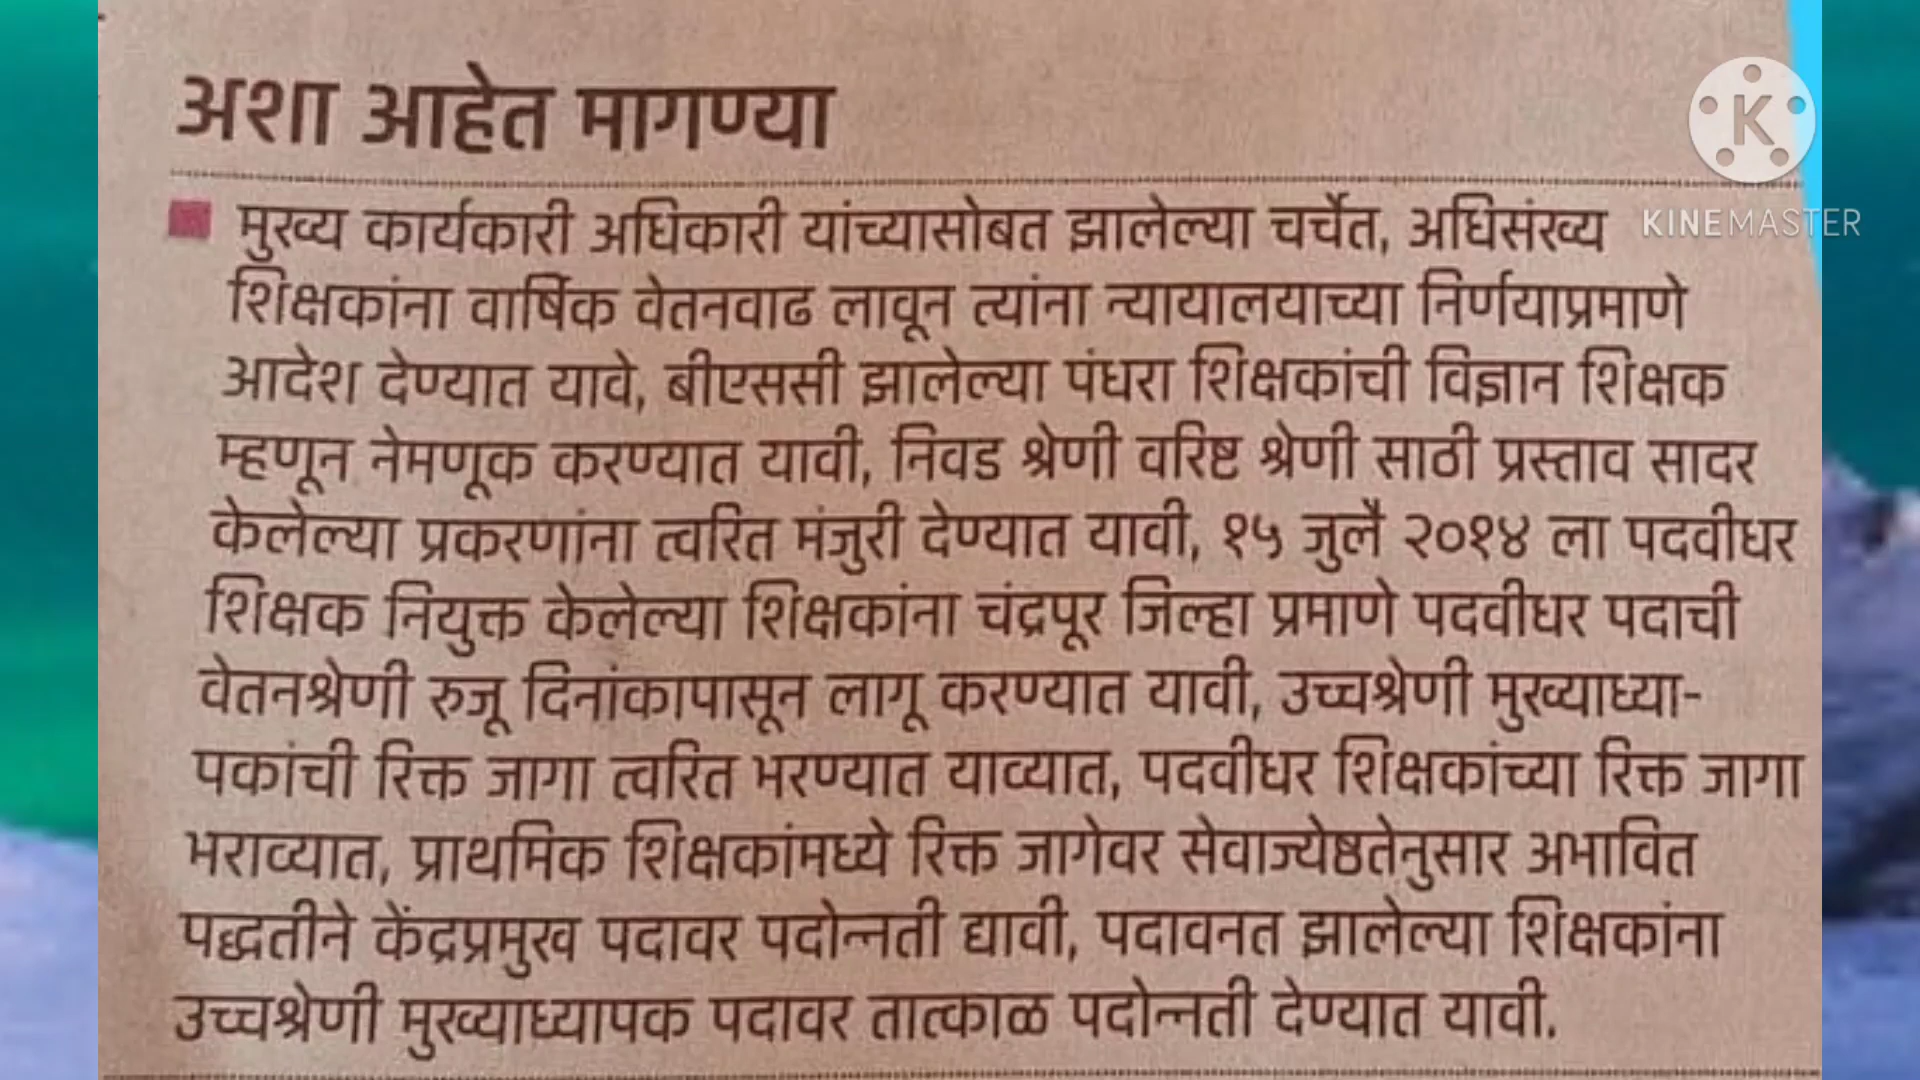 अशा आहेत मागण्या
मुख्य कार्यकारी अधिकारी यांच्यासोबत झालेल्या चर्चेत, अधिसंख्य
शिक्षकांना वार्षिक वेतनवाढ लावून त्यांना न्यायालयाच्या निर्णयाप्रमाणे
आदेश देण्यात यावे, बीएससी झालेल्या पंधरा शिक्षकांची विज्ञान शिक्षक
म्हणून नेमणूक करण्यात यावी, निवड श्रेणी वरिष्ट श्रेणी साठी प्रस्ताव सादर
केलेल्या प्रकरणांना त्वरित मंजुरी देण्यात यावी, १५ जुलै २०१४ ला पदवीधर
शिक्षक नियुक्त केलेल्या शिक्षकांना चंद्रपूर जिल्हा प्रमाणे पदवीधर पदाची
वेतनश्रेणी रुजू दिनांकापासून लागू करण्यात यावी, उच्चश्रेणी मुख्याध्या-
पकांची रिक्त जागा त्वरित भरण्यात याव्यात, पदवीधर शिक्षकांच्या रिक्त जागा
भराव्यात, प्राथमिक शिक्षकांमध्ये रिक्त जागेवर सेवाज्येष्ठतेनुसार अभावित
पद्धतीने केंद्रप्रमुख पदावर पदोन्नती द्यावी, पदावनत झालेल्या शिक्षकांना
उच्चश्रेणी मुख्याध्यापक पदावर तात्काळ पदोन्नती देण्यात यावी.
K
KINEMASTER